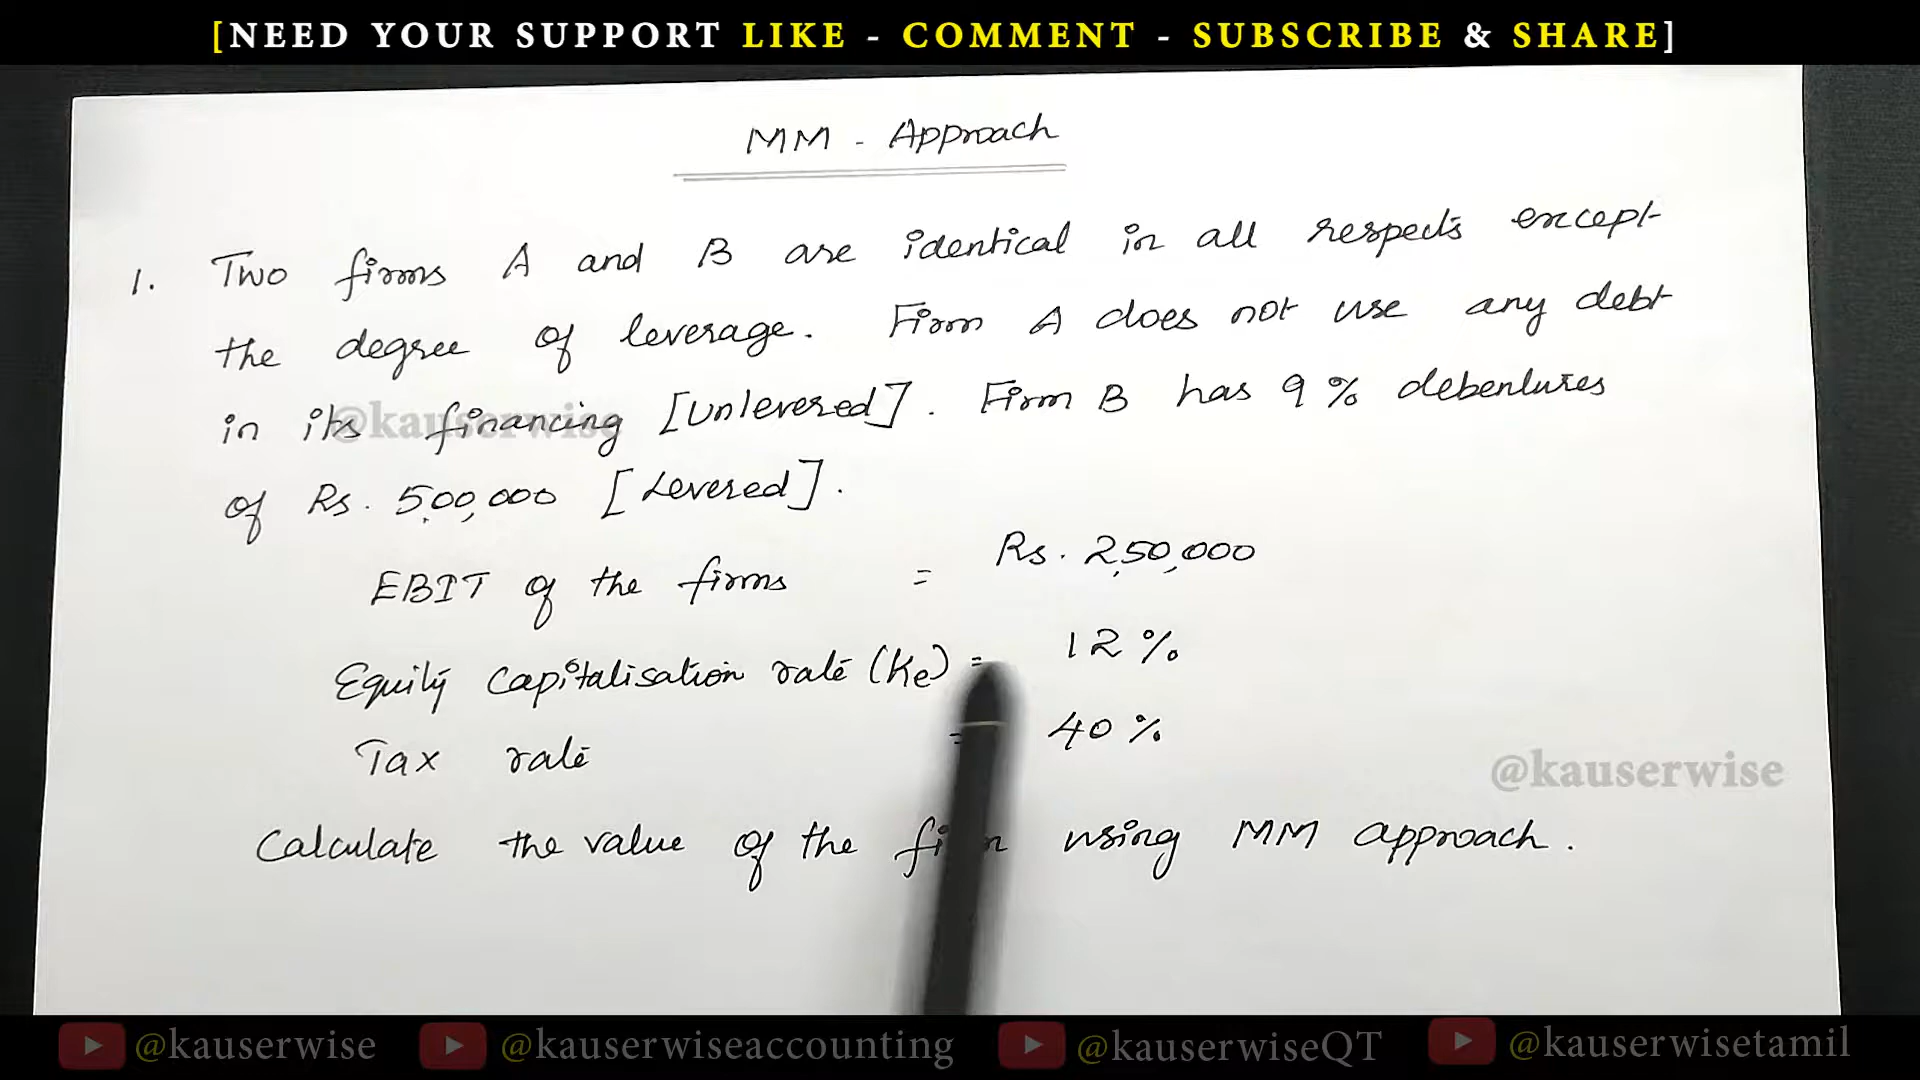 [NEED YOUR SUPPORT LIKE - COMMENT - SUBSCRIBE & SHARE]
MM - Approach
1. Two firms A and B are identical in all respects except
the degree of leverage. Firm A does not use any debt
in its financing [Unlevered]. Firm B has 9% debentures
@kauserwise
of Rs. 5,00,000 [Levered].
EBIT of the firms = Rs. 2,50,000
Equity Capitalisation rate (Ke) = 12%
Tax rate = 40%
@kauserwise
Calculate the value of the using MM approach.
@kauserwise @kauserwiseaccounting @kauserwiseQT @kauserwisetamil